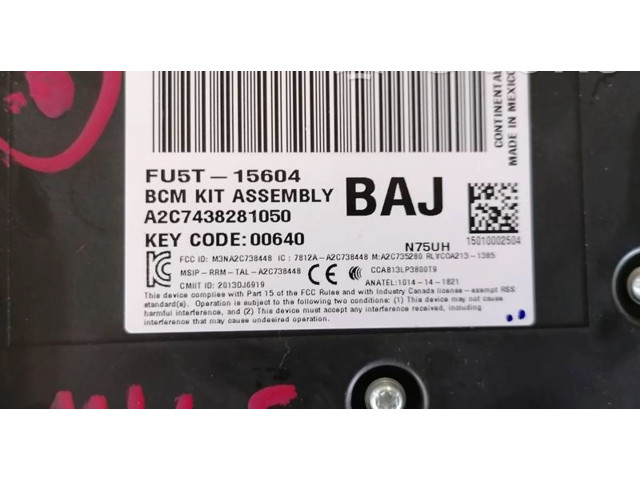 CONTINENTAL
MADE IN MEXICO
FU5T-15604
BCM KIT ASSEMBLY
BAJ
A2C7438281050
KEY CODE:00640
N75UH
15010002504
FCC ID: M3NA2C738448 IC: 7812A-A2C738448 M:A2C735280 RLVCOA213-1385
MSIP-RRM-TAL-A2C738448 CE CCAB13LP3800T9
CMIIT ID: 2013DJ6919 ANATEL:1014-14-1821
This device complies with Part 15 of the FCC Rules and with Industry Canada license-exempt RSS
standard(s). Operation is subject to the following two conditions: (1) This device may not cause
harmful interference, and (2) This device must accept any interference received, including
interference that may cause undesired operation.